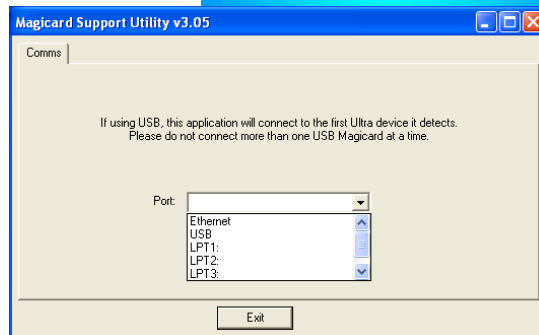 Magicard Support Utility v3.05
Comms
If using USB, this application will connect to the first Ultra device it detects.
Please do not connect more than one USB Magicard at a time.
Port:
Ethernet
USB
LPT1:
LPT2:
LPT3:
Exit